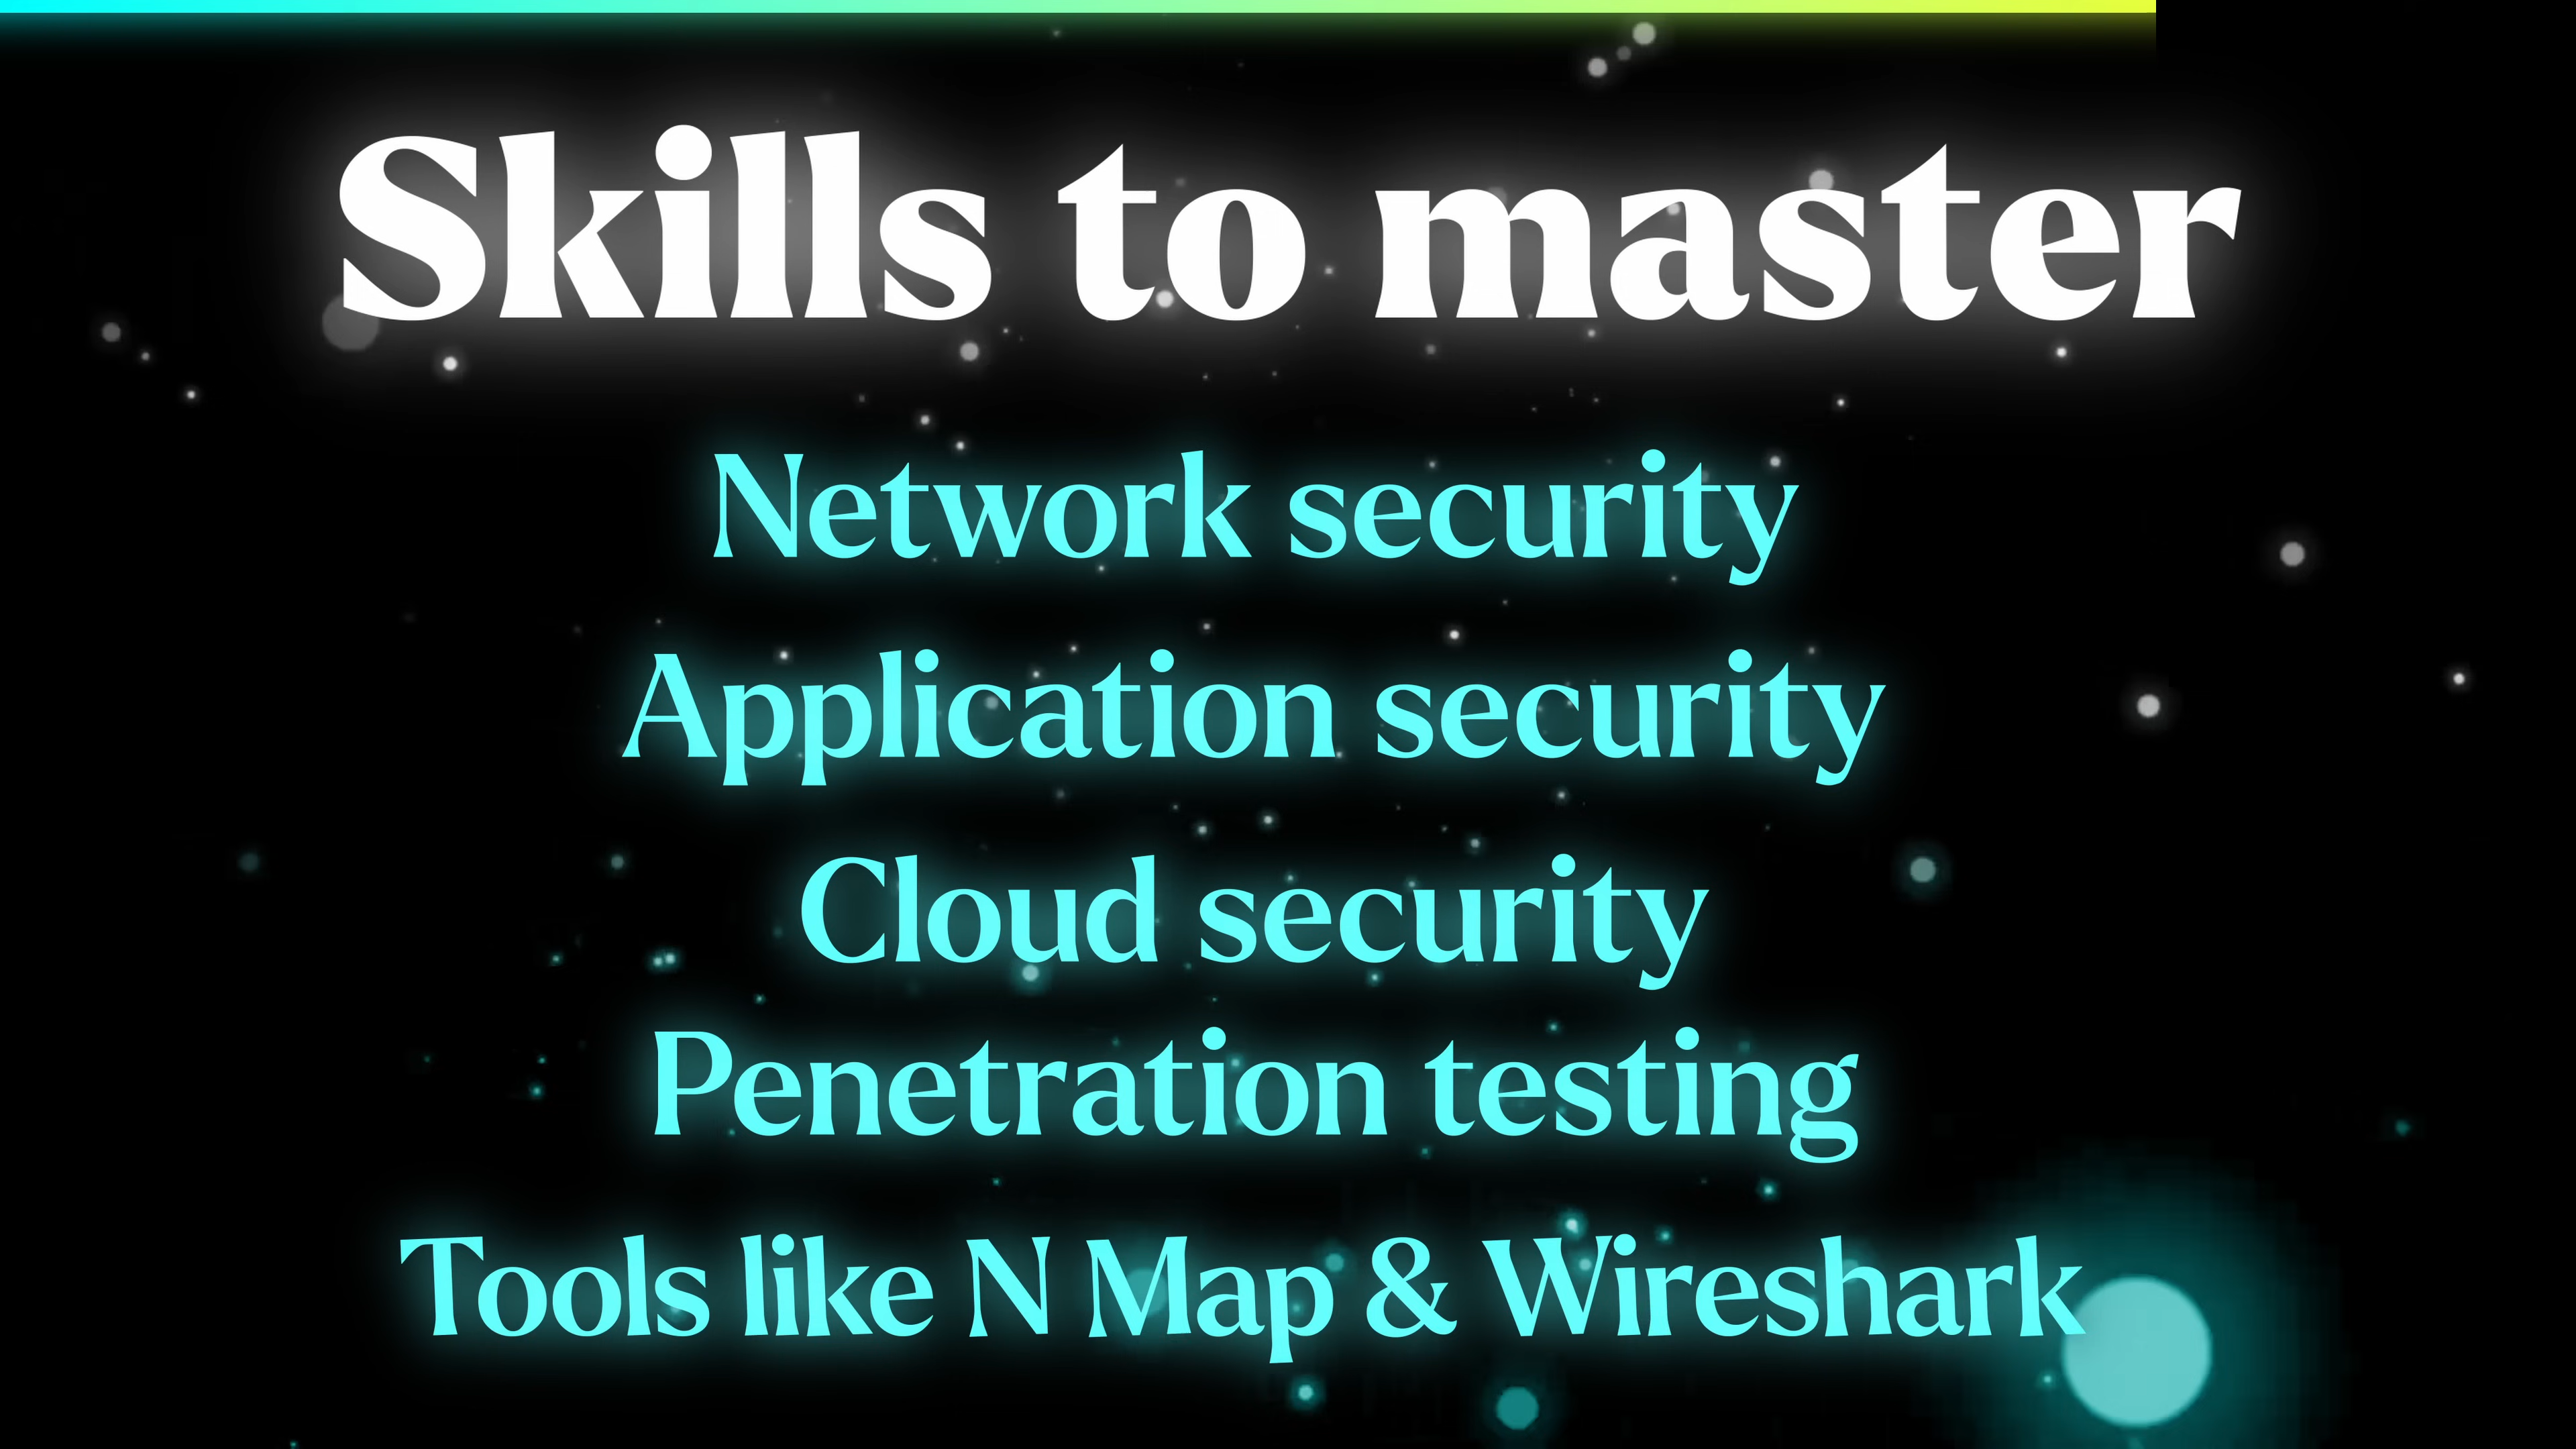 Skills to master
Network security
Application security
Cloud security
Penetration testing
Tools like N Map & Wireshark